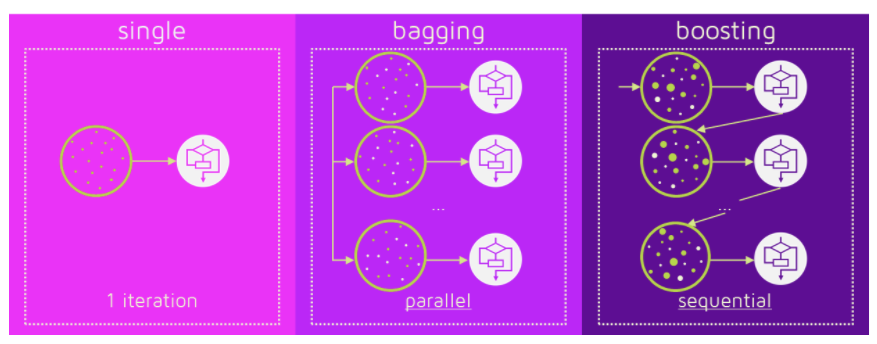 single
1 iteration
bagging
...
parallel
boosting
...
sequential